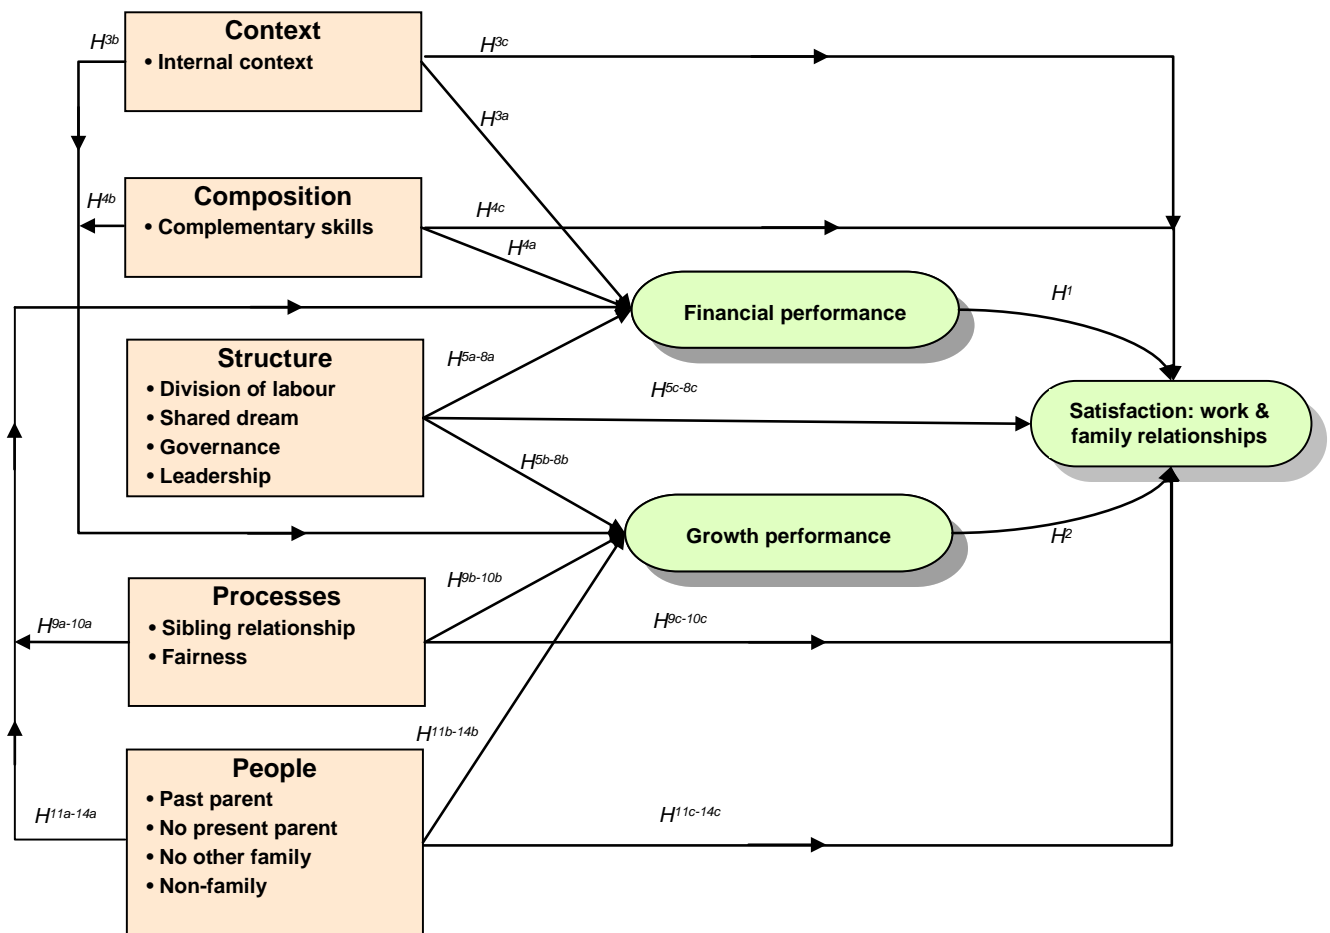 Context
• Internal context
H3b
H3c
H3a
Composition
• Complementary skills
H4b
H4c
H4a
Financial performance
H1
Structure
• Division of labour
• Shared dream
• Governance
• Leadership
H5a-8a
H5c-8c
H5b-8b
Satisfaction: work &
family relationships
Growth performance
H2
Processes
• Sibling relationship
• Fairness
H9b-10b
H9a-10a
H9c-10c
People
• Past parent
• No present parent
• No other family
• Non-family
H11b-14b
H11a-14a
H11c-14c